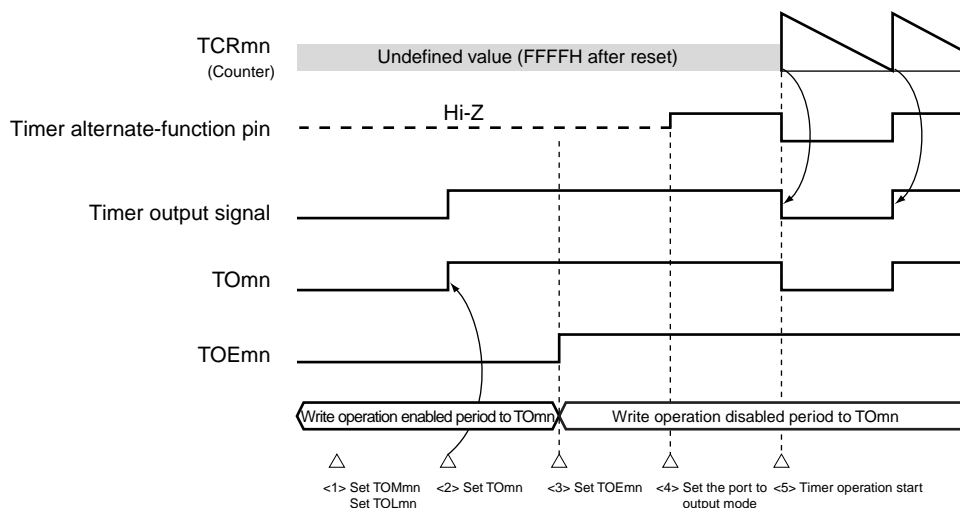 TCRmn
(Counter)
Undefined value (FFFFH after reset)
Hi-Z
Timer alternate-function pin
Timer output signal
TOmn
TOEmn
Write operation enabled period to TOmn
Write operation disabled period to TOmn
<1> Set TOMmn
Set TOLmn
<2> Set TOmn
<3> Set TOEmn
<4> Set the port to
output mode
<5> Timer operation start